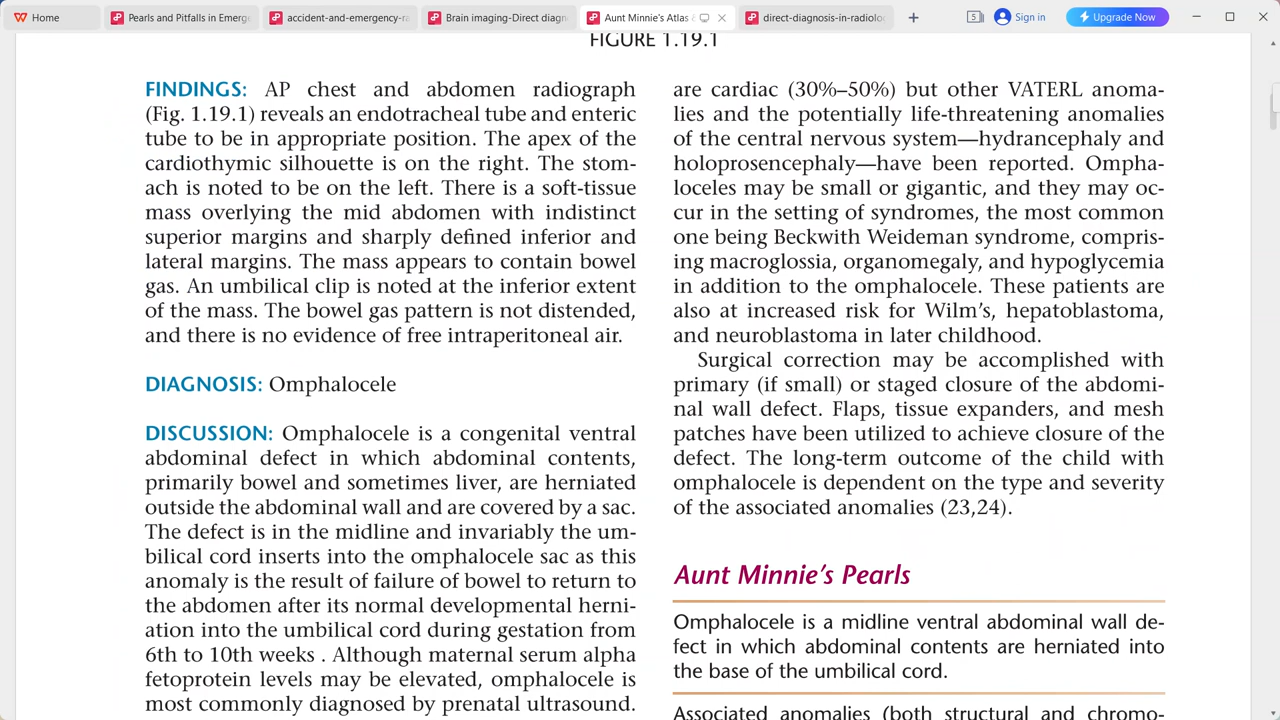 Home
Pearls and Pitfalls in Emerg
accident-and-emergency-ra
Brain imaging-Direct diagn
Aunt Minnie's Atlas &
direct-diagnosis-in-radiolo
5
Sign in
Upgrade Now
FIGURE 1.19.1
FINDINGS: AP chest and abdomen radiograph
(Fig. 1.19.1) reveals an endotracheal tube and enteric
tube to be in appropriate position. The apex of the
cardiothymic silhouette is on the right. The stom-
ach is noted to be on the left. There is a soft-tissue
mass overlying the mid abdomen with indistinct
superior margins and sharply defined inferior and
lateral margins. The mass appears to contain bowel
gas. An umbilical clip is noted at the inferior extent
of the mass. The bowel gas pattern is not distended,
and there is no evidence of free intraperitoneal air.
DIAGNOSIS: Omphalocele
DISCUSSION: Omphalocele is a congenital ventral
abdominal defect in which abdominal contents,
primarily bowel and sometimes liver, are herniated
outside the abdominal wall and are covered by a sac.
The defect is in the midline and invariably the um-
bilical cord inserts into the omphalocele sac as this
anomaly is the result of failure of bowel to return to
the abdomen after its normal developmental herni-
ation into the umbilical cord during gestation from
6th to 10th weeks . Although maternal serum alpha
fetoprotein levels may be elevated, omphalocele is
most commonly diagnosed by prenatal ultrasound.
are cardiac (30%–50%) but other VATERL anoma-
lies and the potentially life-threatening anomalies
of the central nervous system—hydrancephaly and
holoprosencephaly—have been reported. Ompha-
loceles may be small or gigantic, and they may oc-
cur in the setting of syndromes, the most common
one being Beckwith Weideman syndrome, compris-
ing macroglossia, organomegaly, and hypoglycemia
in addition to the omphalocele. These patients are
also at increased risk for Wilm's, hepatoblastoma,
and neuroblastoma in later childhood.
Surgical correction may be accomplished with
primary (if small) or staged closure of the abdomi-
nal wall defect. Flaps, tissue expanders, and mesh
patches have been utilized to achieve closure of the
defect. The long-term outcome of the child with
omphalocele is dependent on the type and severity
of the associated anomalies (23,24).
Aunt Minnie's Pearls
Omphalocele is a midline ventral abdominal wall de-
fect in which abdominal contents are herniated into
the base of the umbilical cord.
Associated anomalies (both structural and chromo-